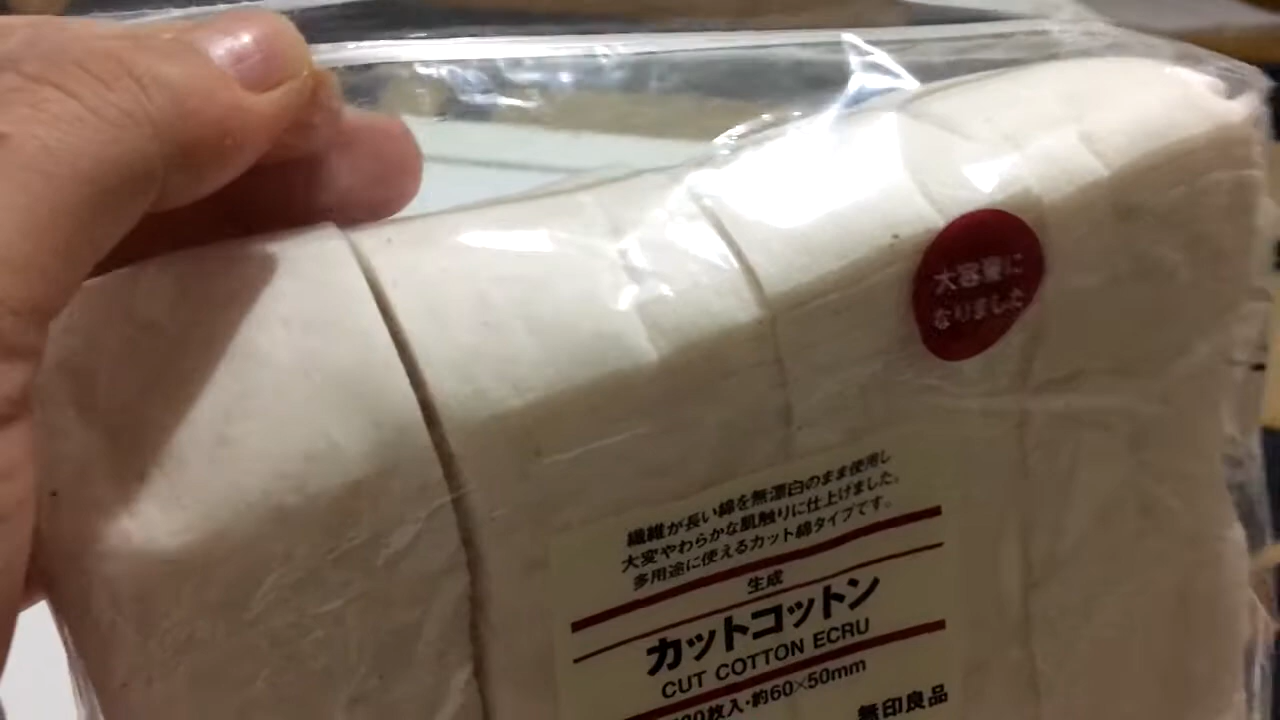 大容量に
なりました
繊維が長い綿を無漂白のまま使用し
大変やわらかな肌触りに仕上げました。
多用途に使えるカット綿タイプです。
生成
カットコットン
CUT COTTON ECRU
枚入・約60×50mm
無印良品